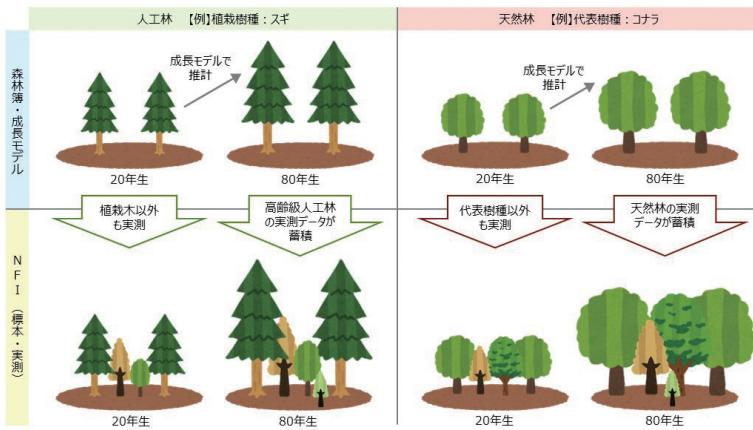 人工林 【例】植栽樹種：スギ
天然林 【例】代表樹種：コナラ
森林簿・成長モデル
成長モデルで
推計
20年生
80年生
成長モデルで
推計
20年生
80年生
植栽木以外
も実測
高齢級人工林
の実測データが
蓄積
代表樹種以外
も実測
天然林の実測
データが蓄積
NFI（標本・実測）
20年生
80年生
20年生
80年生